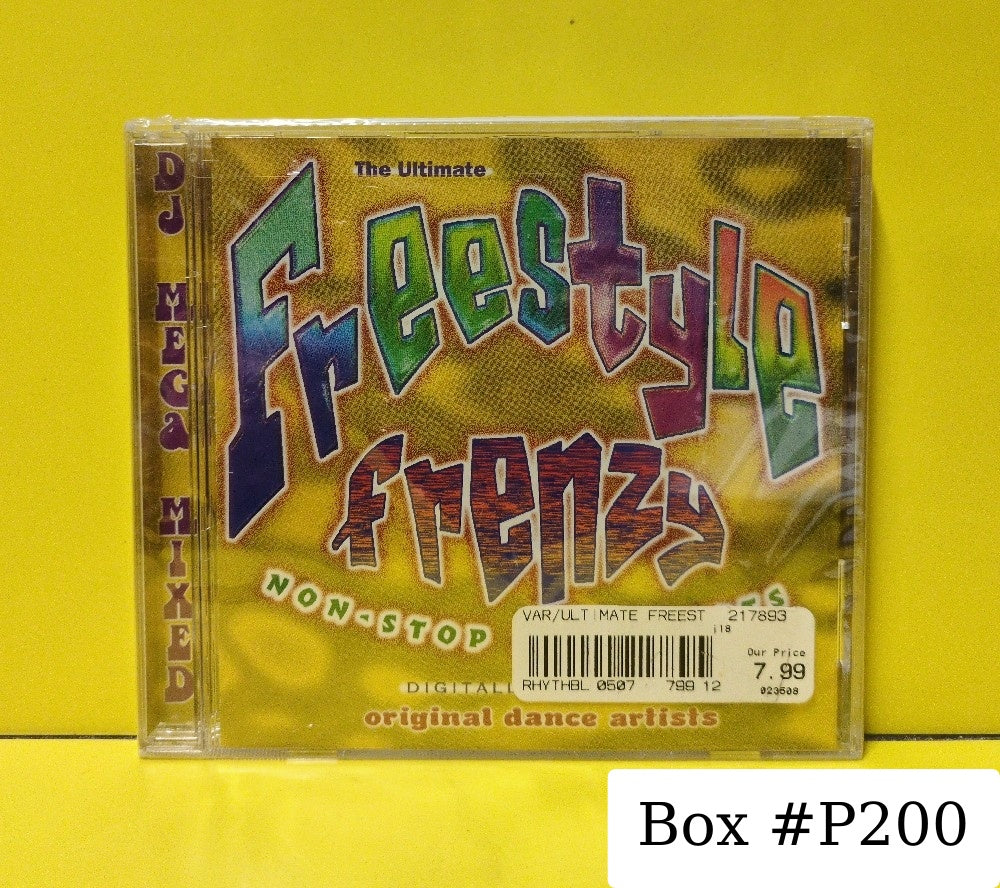 DJ MEGA MIXED
The Ultimate
Freestyle
frenzy
NON-STOP
VAR/ULTIMATE FREEST 217893
i18
Our Price
7.99
RHYTHBL 0507 799 12
023508
original dance artists
Box #P200